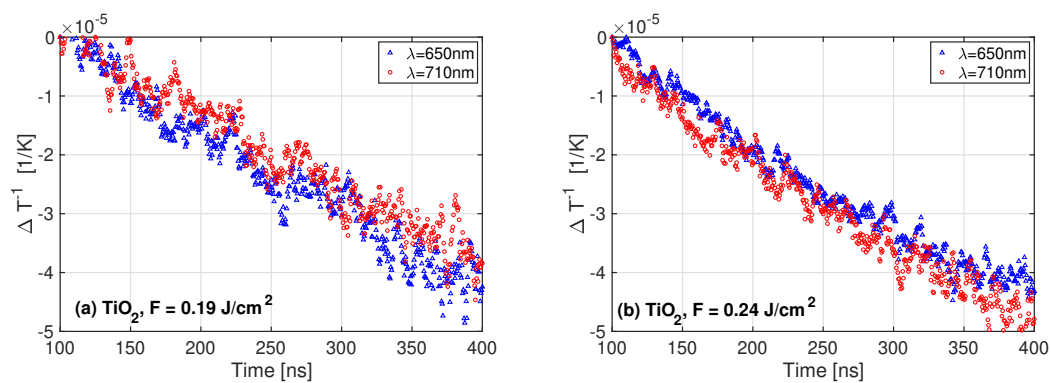 ×10⁻⁵
0
-1
-2
-3
-4
-5
Δ T⁻¹ [1/K]
λ=650nm
λ=710nm
(a) TiO₂, F = 0.19 J/cm²
100 150 200 250 300 350 400
Time [ns]
×10⁻⁵
0
-1
-2
-3
-4
-5
Δ T⁻¹ [1/K]
λ=650nm
λ=710nm
(b) TiO₂, F = 0.24 J/cm²
100 150 200 250 300 350 400
Time [ns]